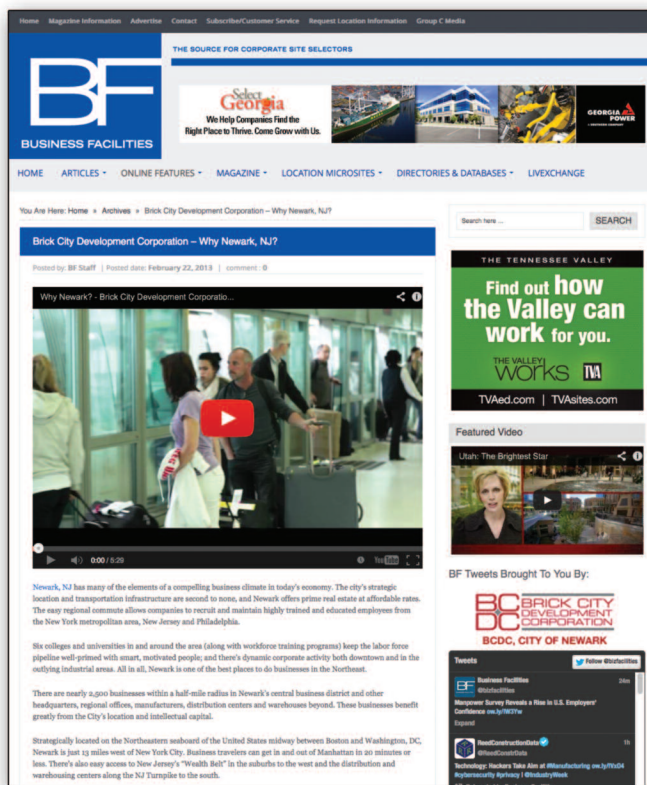 Home Magazine Information Advertise Contact Subscribe/Customer Service Request Location Information Group C Media
BF
BUSINESS FACILITIES
THE SOURCE FOR CORPORATE SITE SELECTORS
Select
Georgia
We Help Companies Find the
Right Place to Thrive. Come Grow with Us.
GEORGIA
POWER
HOME ARTICLES ONLINE FEATURES MAGAZINE LOCATION MICROSITES DIRECTORIES & DATABASES LIVEXCHANGE
You Are Here: Home » Archives » Brick City Development Corporation – Why Newark, NJ?
Brick City Development Corporation – Why Newark, NJ?
Posted by: BF Staff | Posted date: February 22, 2013 | comment : 0
Why Newark? - Brick City Development Corporatio...
0:00 / 5:29
YouTube
Newark, NJ has many of the elements of a compelling business climate in today's economy. The city's strategic
location and transportation infrastructure are second to none, and Newark offers prime real estate at affordable rates.
The easy regional commute allows companies to recruit and maintain highly trained and educated employees from
the New York metropolitan area, New Jersey and Philadelphia.
Six colleges and universities in and around the area (along with workforce training programs) keep the labor force
pipeline well-primed with smart, motivated people; and there's dynamic corporate activity both downtown and in the
outlying industrial areas. All in all, Newark is one of the best places to do businesses in the Northeast.
There are nearly 2,500 businesses within a half-mile radius in Newark's central business district and other
headquarters, regional offices, manufacturers, distribution centers and warehouses beyond. These businesses benefit
greatly from the City's location and intellectual capital.
Strategically located on the Northeastern seaboard of the United States midway between Boston and Washington, DC,
Newark is just 13 miles west of New York City. Business travelers can get in and out of Manhattan in 20 minutes or
less. There's also easy access to New Jersey's "Wealth Belt" in the suburbs to the west and the distribution and
warehousing centers along the NJ Turnpike to the south.
Search here ... SEARCH
THE TENNESSEE VALLEY
Find out how
the Valley can
work for you.
THE VALLEY
WORKS TVA
TVAed.com | TVAsites.com
Featured Video
Utah: The Brightest Star
BF Tweets Brought To You By:
BCDC BRICK CITY
DEVELOPMENT
CORPORATION
BCDC, CITY OF NEWARK
Tweets Follow @bizfacilities
BF Business Facilities 24m
@bizfacilities
Manpower Survey Reveals a Rise in U.S. Employers'
Confidence ow.ly/lW3Yw
Expand
ReedConstructionData 1h
@ReedConstrData
Technology: Hackers Take Aim at #Manufacturing ow.ly/lVxD4
#cybersecurity #privacy | @IndustryWeek